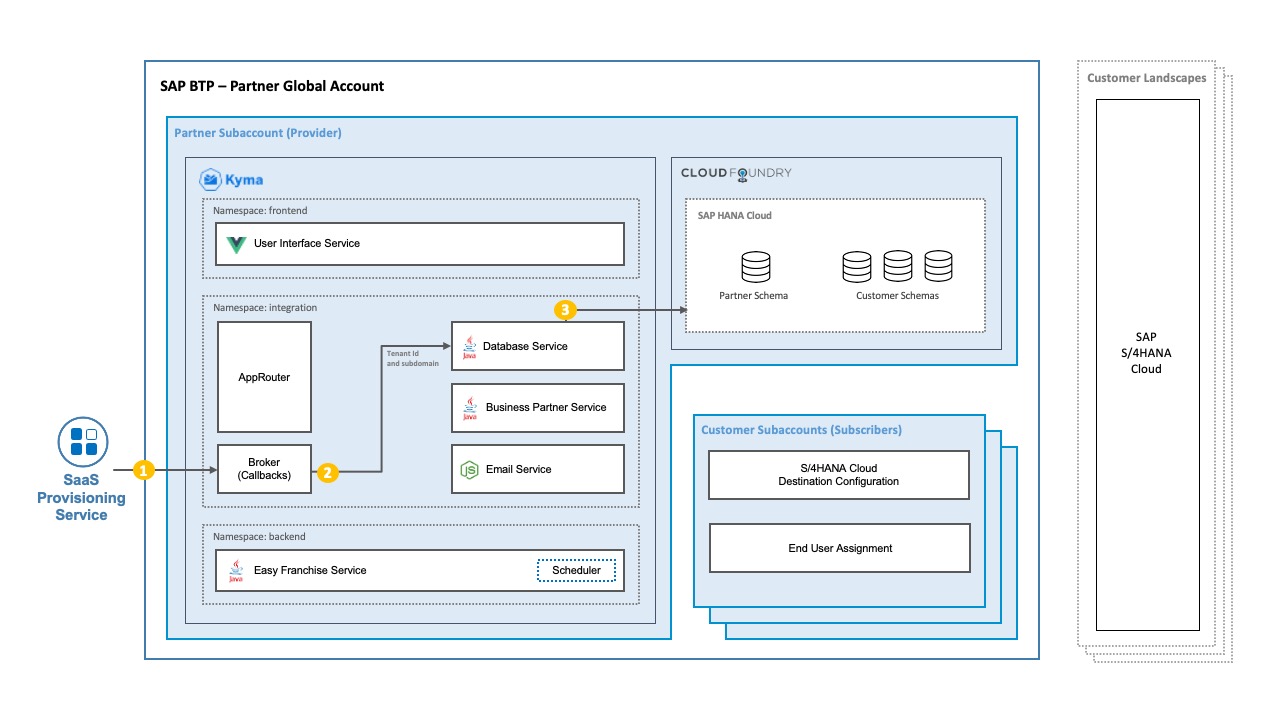 SAP BTP – Partner Global Account
Customer Landscapes
Partner Subaccount (Provider)
Kyma
CLOUD FOUNDRY
Namespace: frontend
User Interface Service
SAP HANA Cloud
Partner Schema
Customer Schemas
Namespace: integration
3
AppRouter
Tenant Id
and subdomain
Java
Database Service
Java
Business Partner Service
SAP
S/4HANA
Cloud
1
Broker
(Callbacks)
2
JS
Email Service
SaaS
Provisioning
Service
Customer Subaccounts (Subscribers)
S/4HANA Cloud
Destination Configuration
End User Assignment
Namespace: backend
Java
Easy Franchise Service
Scheduler